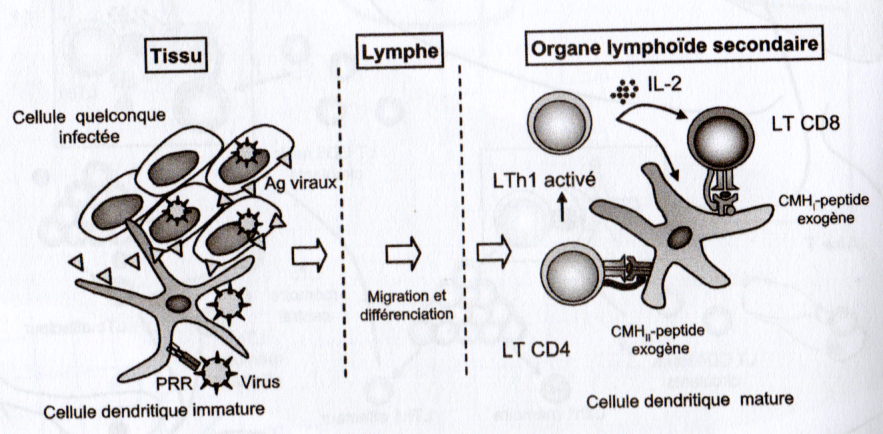 Tissu
Lymphe
Organe lymphoïde secondaire
Cellule quelconque
infectée
Ag viraux
PRR
Virus
Cellule dendritique immature
Migration et
différenciation
IL-2
LT CD8
LTh1 activé
CMHI-peptide
exogène
LT CD4
CMHII-peptide
exogène
Cellule dendritique mature